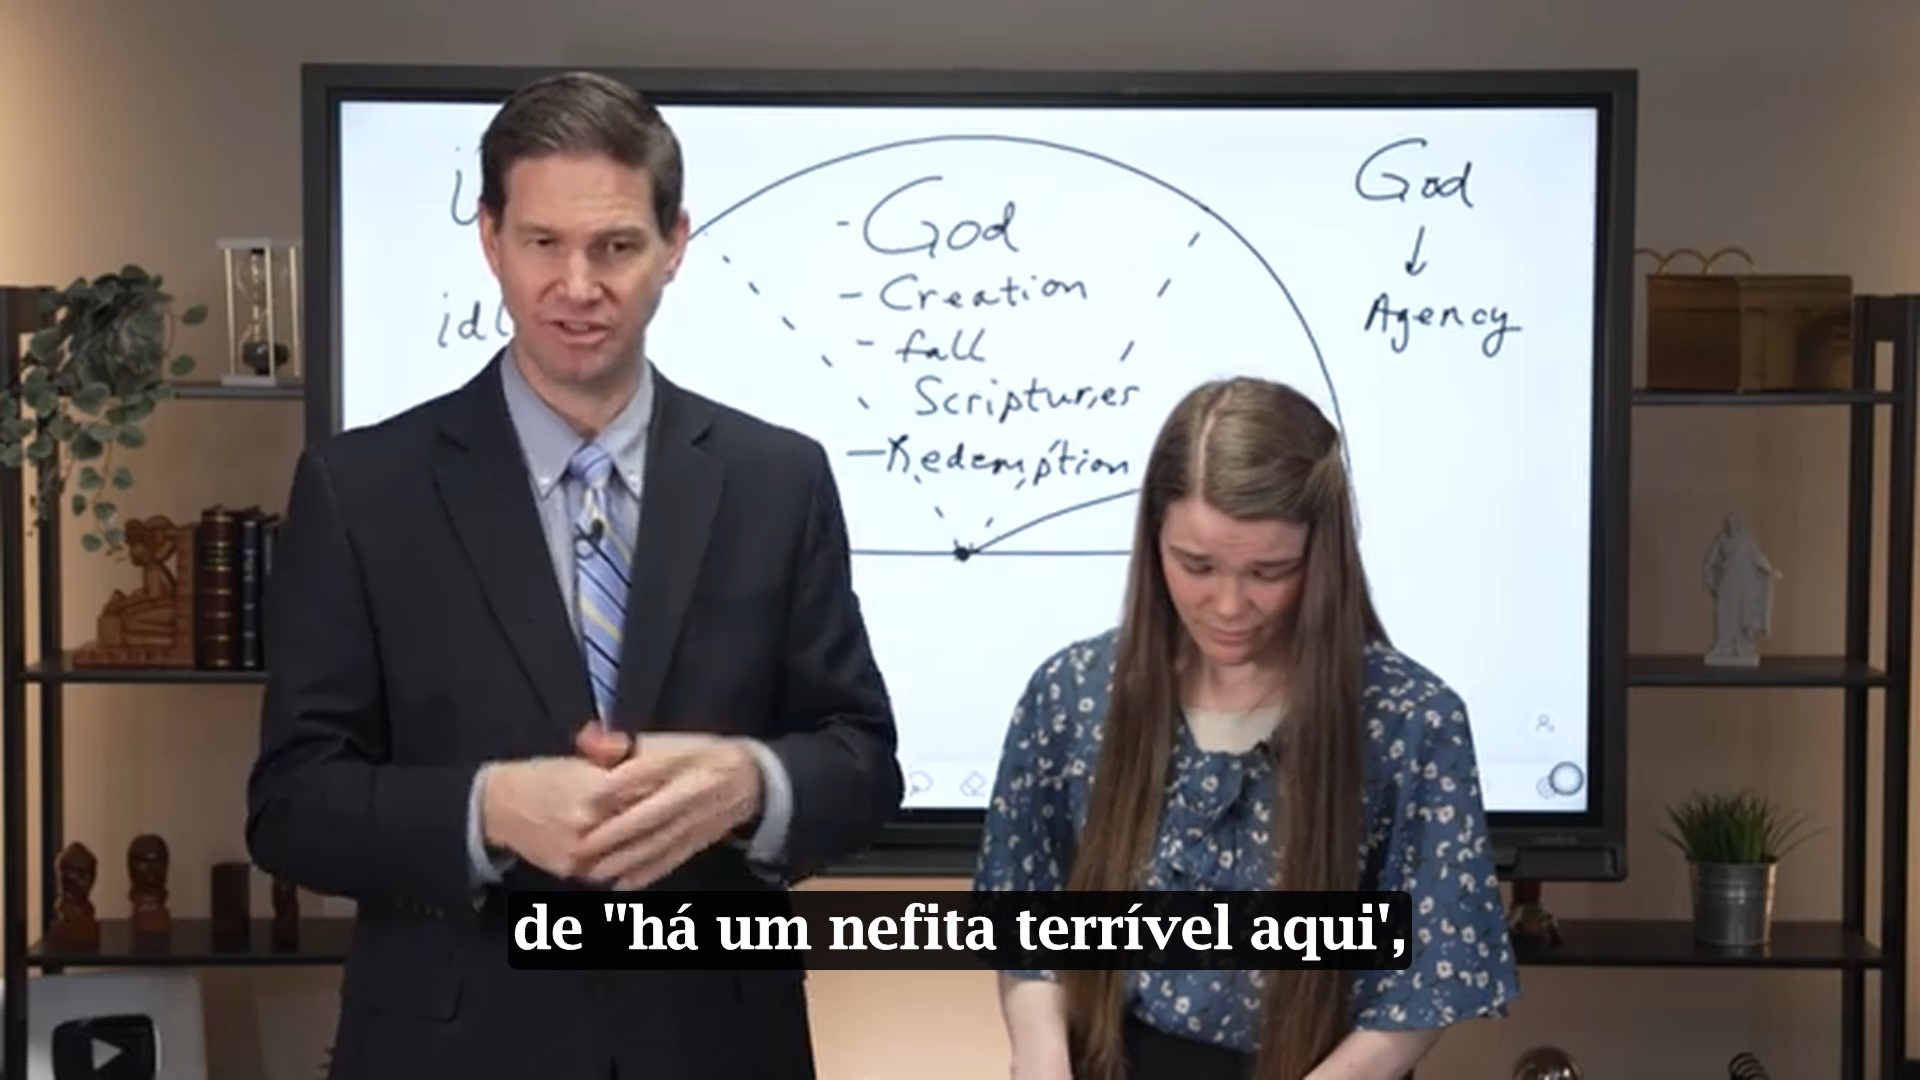 God
- God
↓
- Creation
Agency
- fall
Scriptures
- Redemption
de "há um nefita terrível aqui',